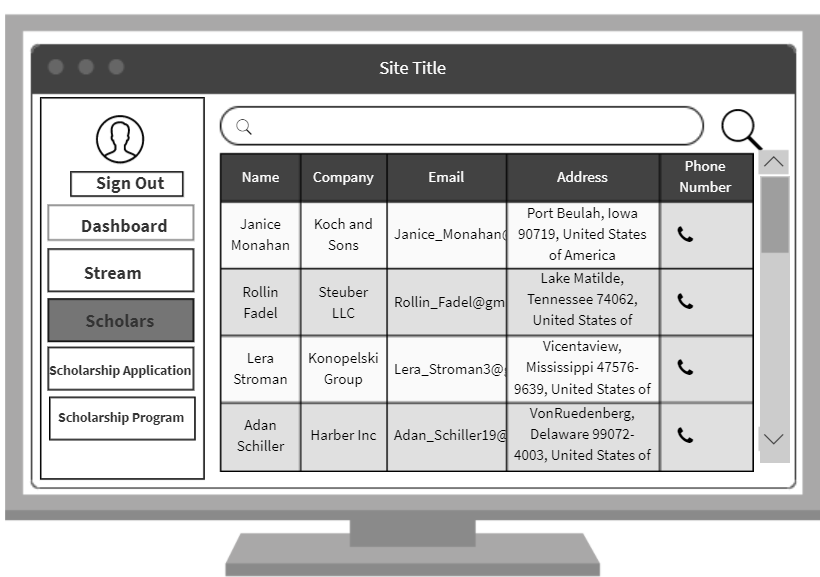 Site Title
Sign Out
Dashboard
Stream
Scholars
Scholarship Application
Scholarship Program
Name
Company
Email
Address
Phone
Number
Janice
Monahan
Koch and
Sons
Janice_Monahan@
Port Beulah, Iowa
90719, United States
of America
Rollin
Fadel
Steuber
LLC
Rollin_Fadel@gm
Lake Matilde,
Tennessee 74062,
United States of
Lera
Stroman
Konopelski
Group
Lera_Stroman3@
Vicentaview,
Mississippi 47576-
9639, United States of
Adan
Schiller
Harber Inc
Adan_Schiller19@
VonRuedenberg,
Delaware 99072-
4003, United States of